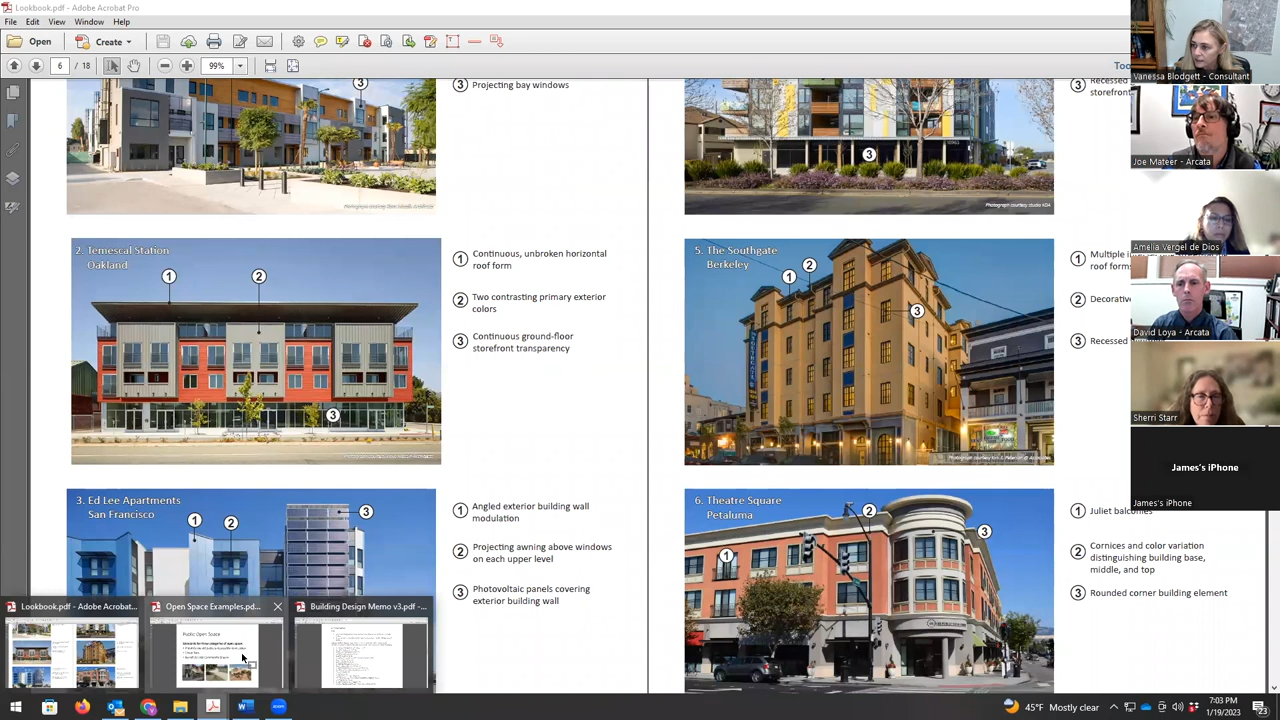 Lookbook.pdf - Adobe Acrobat Pro
File Edit View Window Help
Open
Create
6 / 18
99%
3
Projecting bay windows
3
3
3
Recessed
storefront
2. Temescal Station
Oakland
1
2
3
1
Continuous, unbroken horizontal
roof form
2
Two contrasting primary exterior
colors
3
Continuous ground-floor
storefront transparency
5. The Southgate
Berkeley
1
2
3
SOUTHGATE
1
Multiple
roof forms
2
Decorative
3
Recessed
3. Ed Lee Apartments
San Francisco
1
2
3
1
Angled exterior building wall
modulation
2
Projecting awning above windows
on each upper level
3
Photovoltaic panels covering
exterior building wall
6. Theatre Square
Petaluma
1
2
3
1
Juliet balconies
2
Cornices and color variation
distinguishing building base,
middle, and top
3
Rounded corner building element
Vanessa Blodgett - Consultant
Joe Mateer - Arcata
Amelia Vergel de Dios
David Loya - Arcata
Sherri Starr
James's iPhone
James's iPhone
Lookbook.pdf - Adobe Acrobat...
Open Space Examples.pd...
Building Design Memo v3.pdf -...
Public Open Space
45°F Mostly clear
7:03 PM
1/19/2023
23